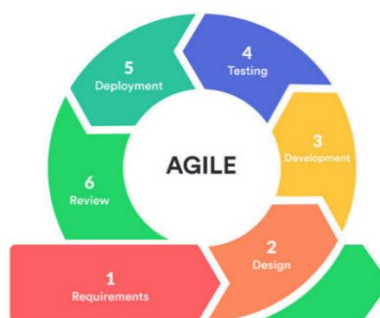 5
Deployment
4
Testing
3
Development
AGILE
6
Review
2
Design
1
Requirements